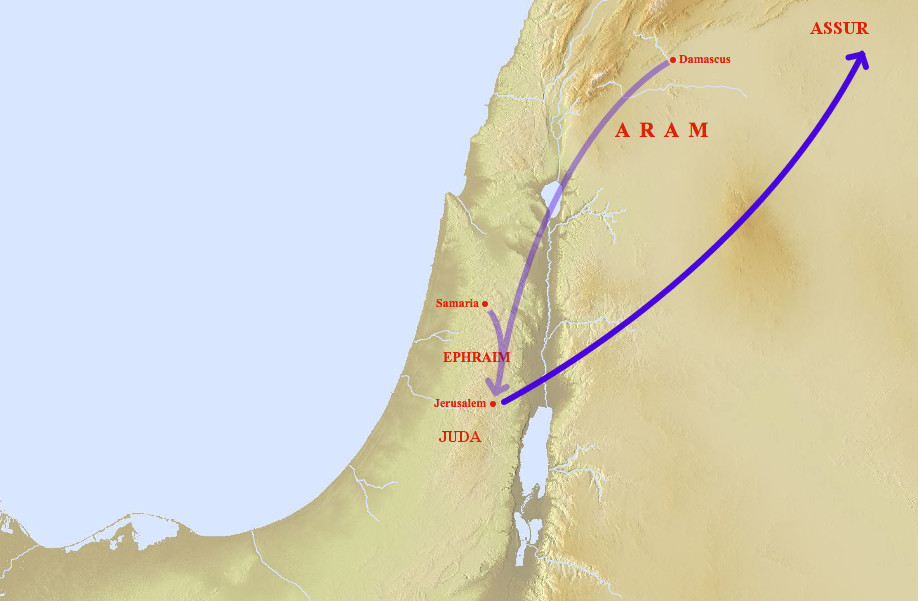 ASSUR
Damascus
A R A M
Samaria
EPHRAIM
Jerusalem
JUDA